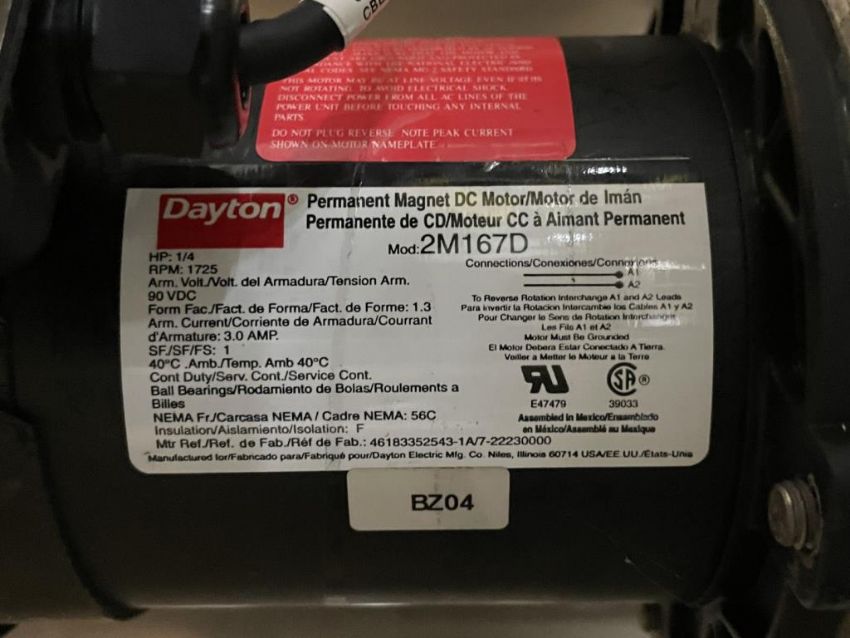 CBL
THIS MOTOR MAY BE AT LINE VOLTAGE EVEN IF IT IS
NOT ROTATING. TO AVOID ELECTRICAL SHOCK
DISCONNECT POWER FROM ALL AC LINES OF THE
POWER UNIT BEFORE TOUCHING ANY INTERNAL
PARTS.
DO NOT PLUG REVERSE. NOTE PEAK CURRENT
SHOWN ON MOTOR NAMEPLATE
Dayton® Permanent Magnet DC Motor/Motor de Imán
Permanente de CD/Moteur CC à Aimant Permanent
Mod: 2M167D
HP: 1/4
RPM: 1725
Arm. Volt./Volt. del Armadura/Tension Arm.
90 VDC
Form Fac./Fact. de Forma/Fact. de Forme: 1.3
Arm. Current/Corriente de Armadura/Courrant
d'Armature: 3.0 AMP.
SF./SF/FS: 1
40°C .Amb./Temp. Amb 40°C
Cont Duty/Serv. Cont./Service Cont.
Ball Bearings/Rodamiento de Bolas/Roulements a
Billes
NEMA Fr./Carcasa NEMA / Cadre NEMA: 56C
Insulation/Aislamiento/Isolation: F
Mtr Ref./Ref. de Fab./Réf de Fab.: 46183352543-1A/7-22230000
Manufactured for/Fabricado para/Fabriqué pour/Dayton Electric Mfg. Co. Niles, Illinois 60714 USA/EE.UU./États-Unis
Connections/Conexiones/Connexions
A1
A2
To Reverse Rotation Interchange A1 and A2 Leads
Para Invertir la Rotacion Intercambie los Cables A1 y A2
Pour Changer le Sens de Rotation Interchanger
Les Fils A1 et A2
Motor Must Be Grounded
El Motor Debera Estar Conectado A Tierra.
Veiller a Metter le Moteur a la Terre
RU SA®
E47479 39033
Assembled in Mexico/Ensamblado
en México/Assemblé au Mexique
BZ04